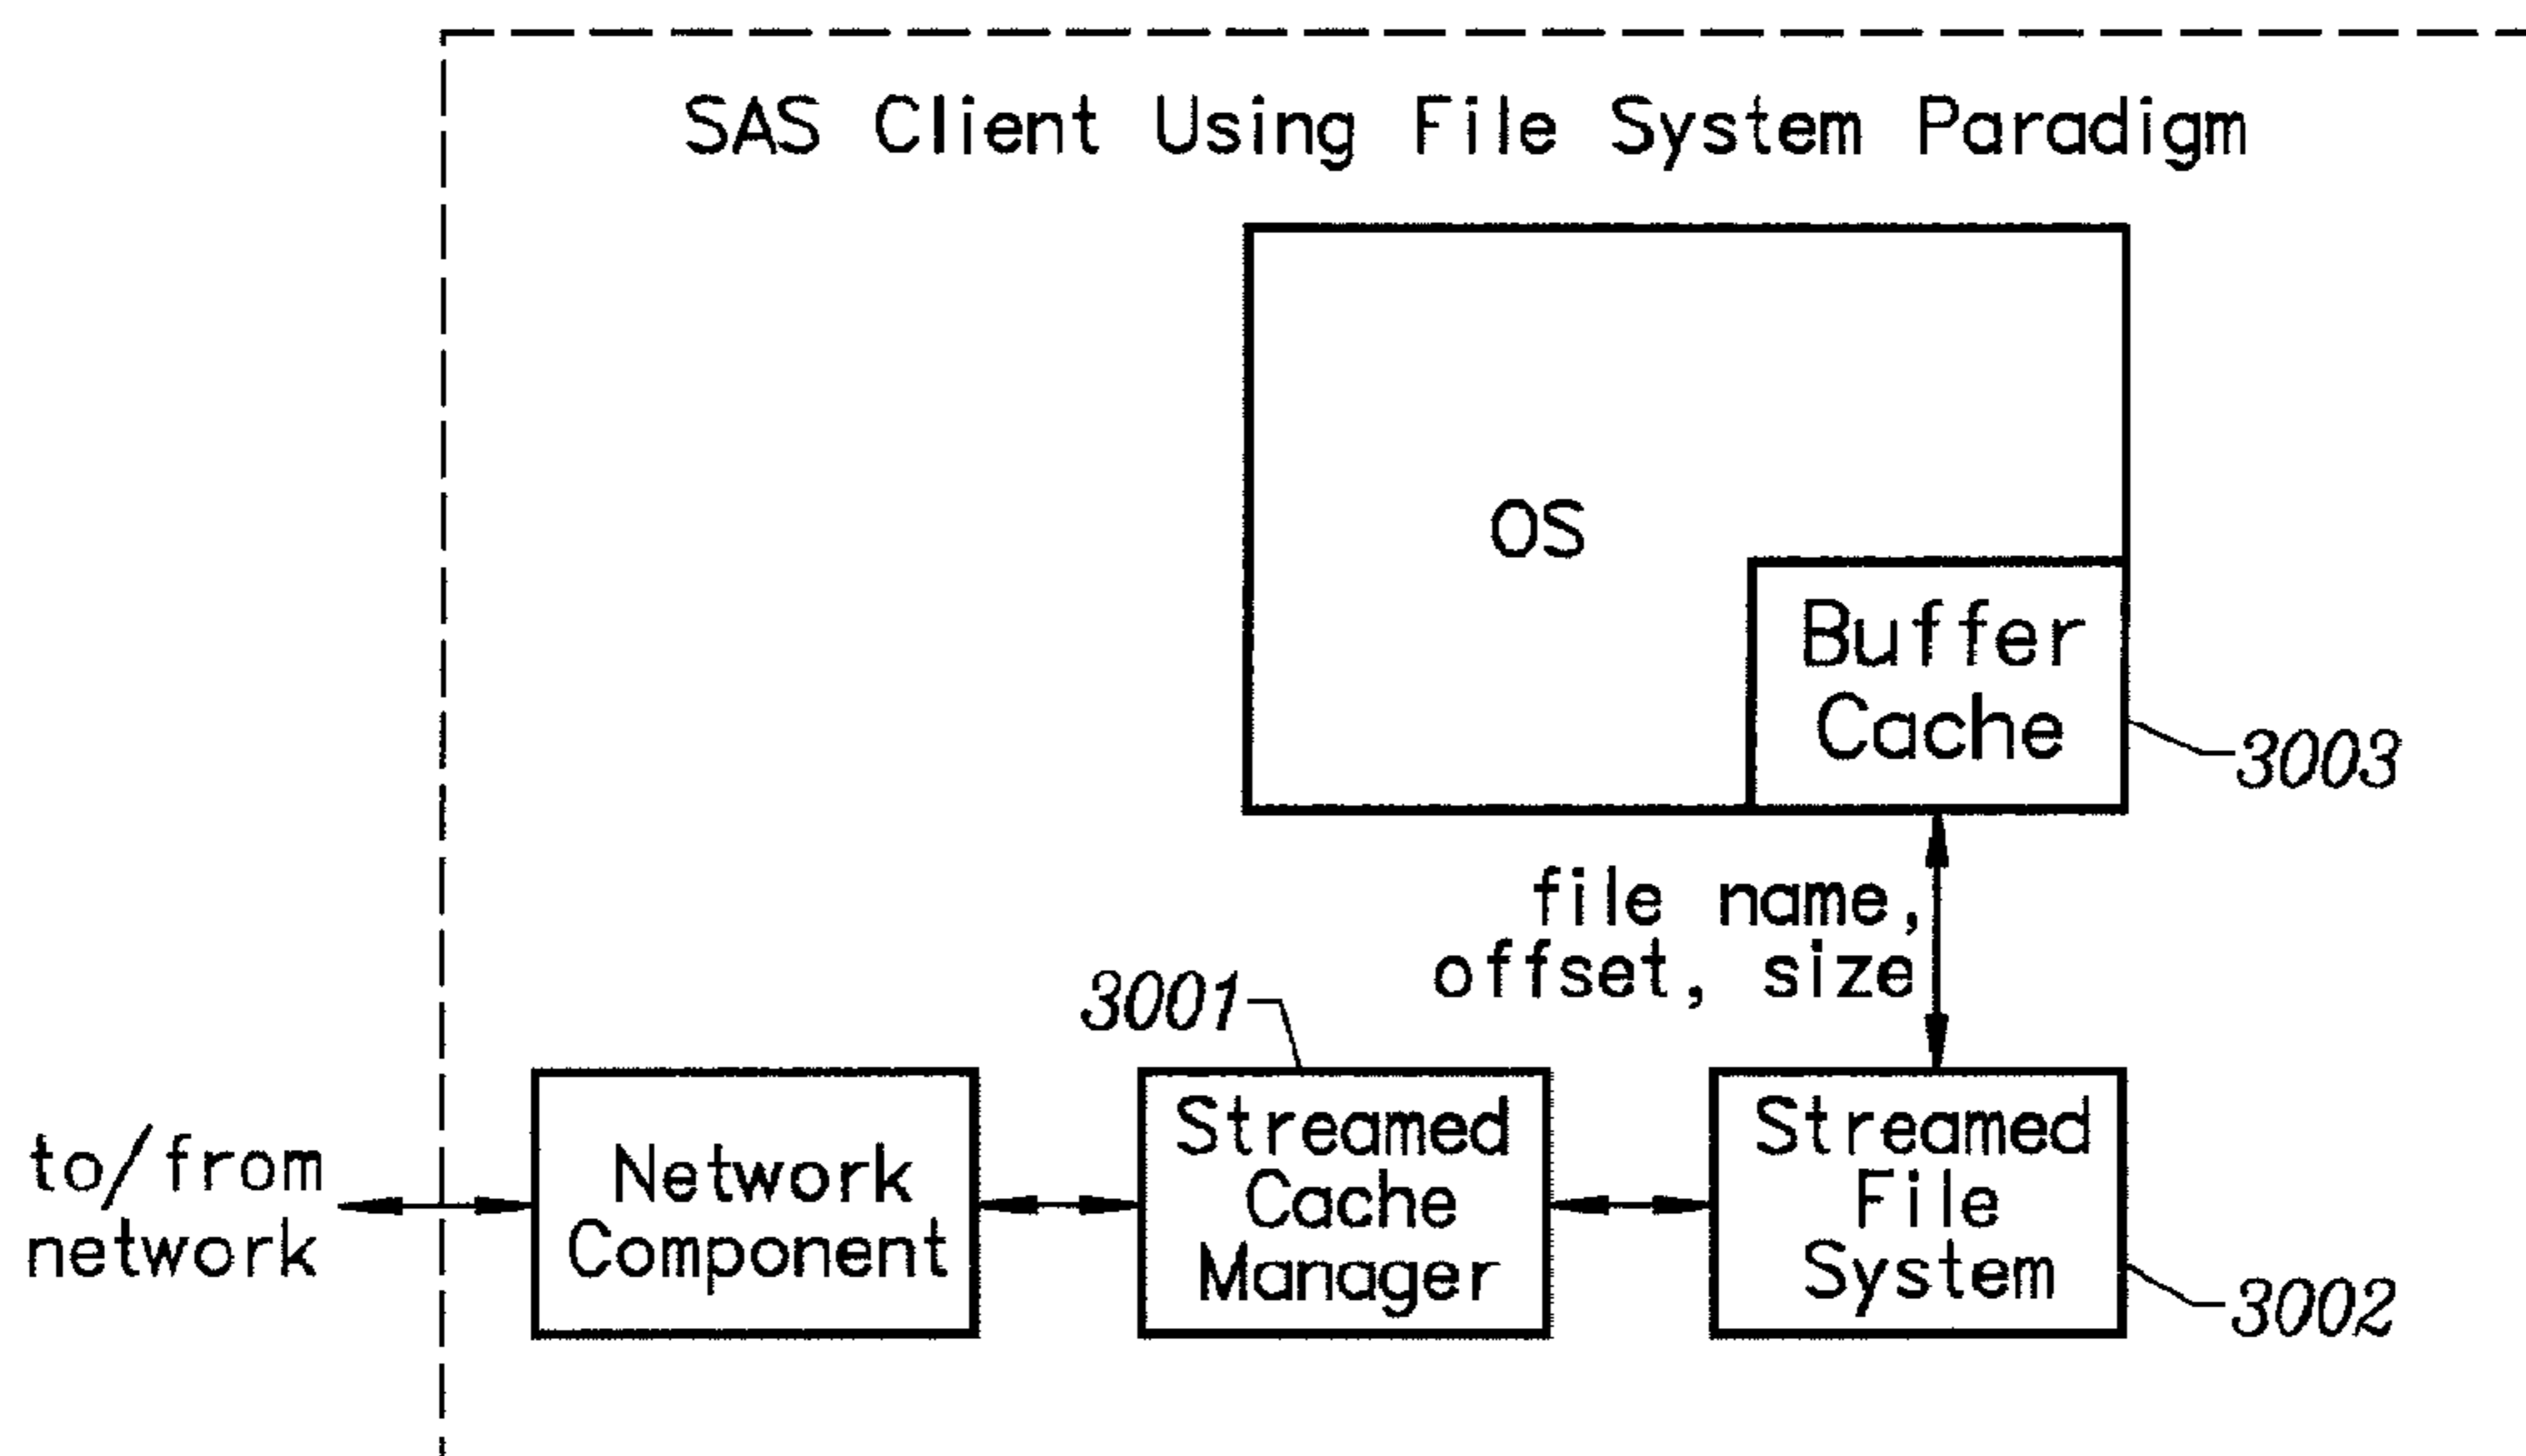 SAS Client Using File System Paradigm
OS
Buffer
Cache
3003
file name,
offset, size
3001
to/from
network
Network
Component
Streamed
Cache
Manager
Streamed
File
System
3002